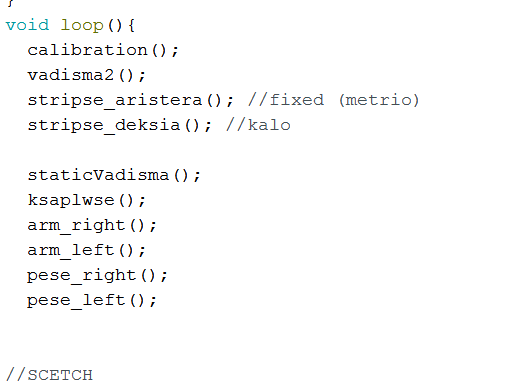 }
void loop(){
calibration();
vadisma2();
stripse_aristera(); //fixed (metrio)
stripse_deksia(); //kalo
staticVadisma();
ksaplwse();
arm_right();
arm_left();
pese_right();
pese_left();
//SCETCH